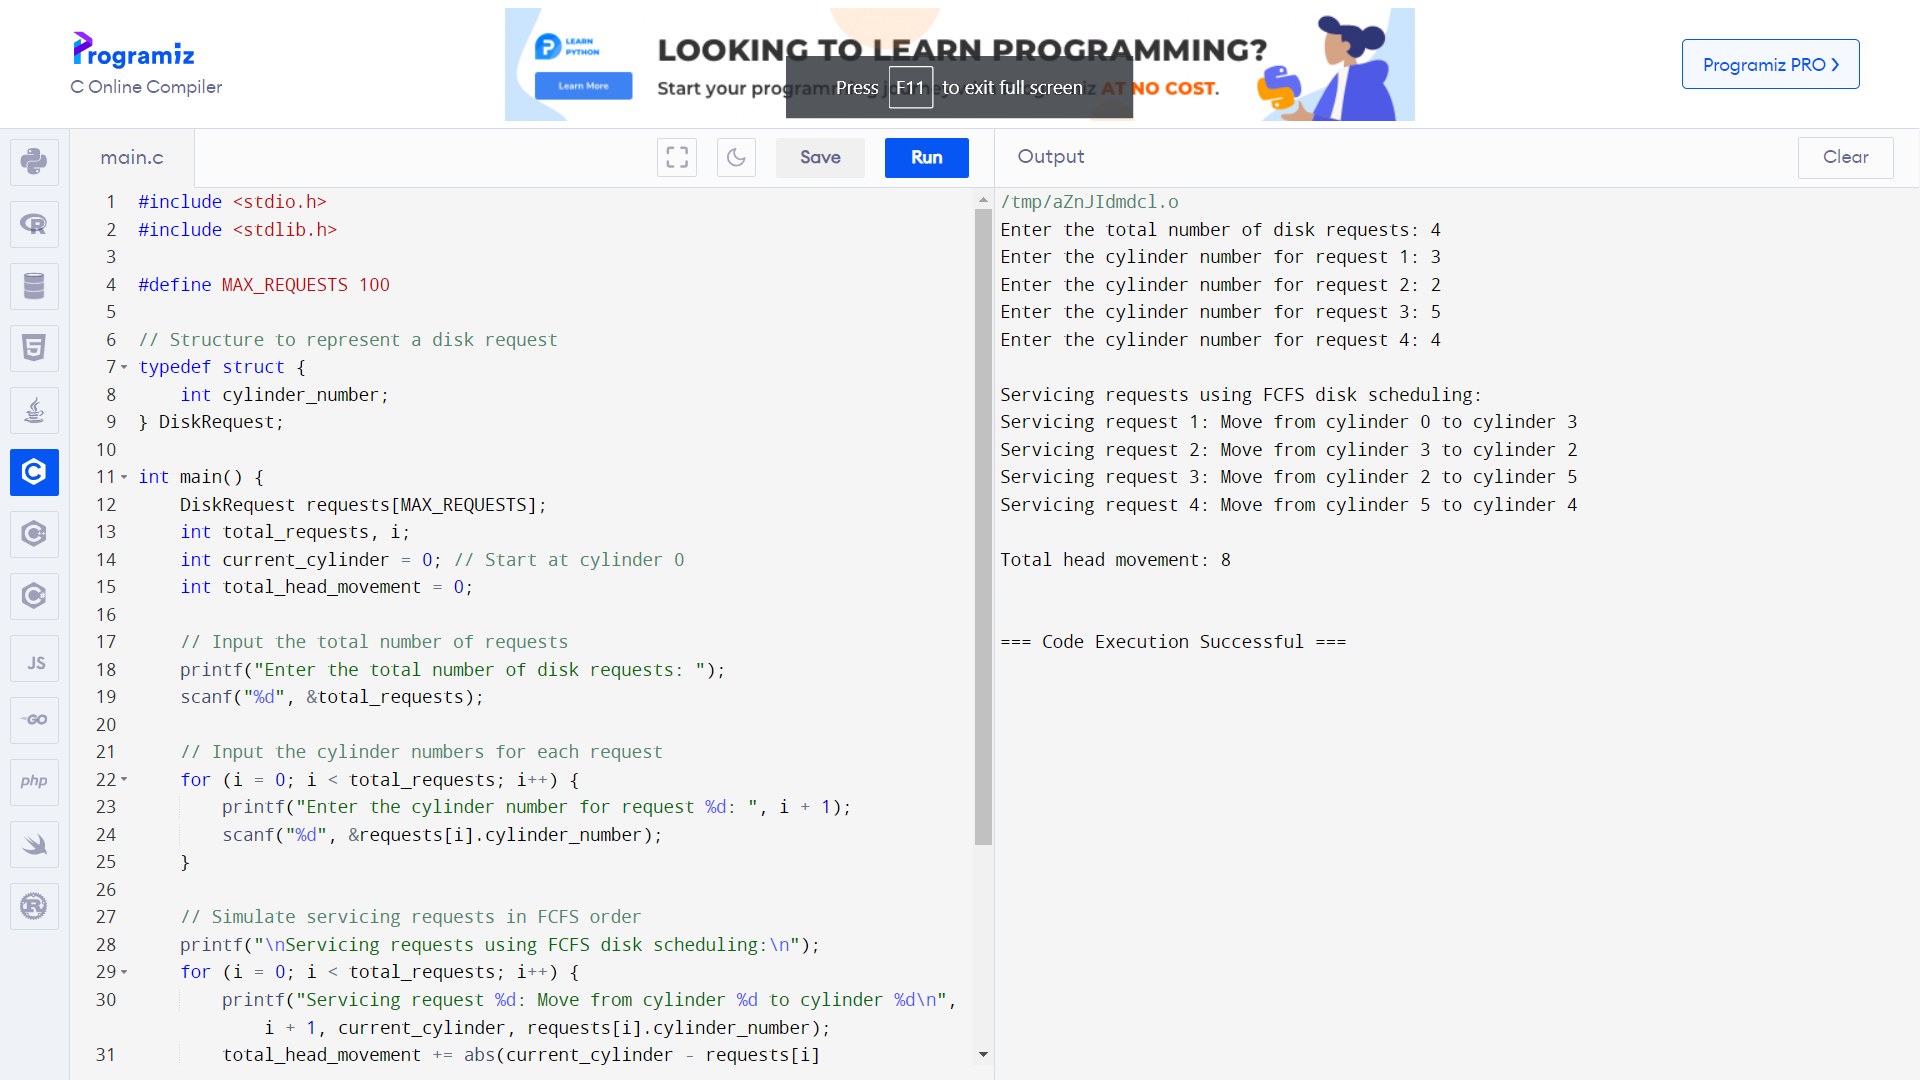 Programiz
C Online Compiler
LEARN
PYTHON
Learn More
LOOKING TO LEARN PROGRAMMING?
Start your programming journey with Programiz AT NO COST.
Press F11 to exit full screen
Programiz PRO
main.c
Save
Run
Output
Clear
1 #include <stdio.h>
2 #include <stdlib.h>
3
4 #define MAX_REQUESTS 100
5
6 // Structure to represent a disk request
7 typedef struct {
8 int cylinder_number;
9 } DiskRequest;
10
11 int main() {
12 DiskRequest requests[MAX_REQUESTS];
13 int total_requests, i;
14 int current_cylinder = 0; // Start at cylinder 0
15 int total_head_movement = 0;
16
17 // Input the total number of requests
18 printf("Enter the total number of disk requests: ");
19 scanf("%d", &total_requests);
20
21 // Input the cylinder numbers for each request
22 for (i = 0; i < total_requests; i++) {
23 printf("Enter the cylinder number for request %d: ", i + 1);
24 scanf("%d", &requests[i].cylinder_number);
25 }
26
27 // Simulate servicing requests in FCFS order
28 printf("\nServicing requests using FCFS disk scheduling:\n");
29 for (i = 0; i < total_requests; i++) {
30 printf("Servicing request %d: Move from cylinder %d to cylinder %d\n",
i + 1, current_cylinder, requests[i].cylinder_number);
31 total_head_movement += abs(current_cylinder - requests[i]
/tmp/aZnJIdmdcl.o
Enter the total number of disk requests: 4
Enter the cylinder number for request 1: 3
Enter the cylinder number for request 2: 2
Enter the cylinder number for request 3: 5
Enter the cylinder number for request 4: 4
Servicing requests using FCFS disk scheduling:
Servicing request 1: Move from cylinder 0 to cylinder 3
Servicing request 2: Move from cylinder 3 to cylinder 2
Servicing request 3: Move from cylinder 2 to cylinder 5
Servicing request 4: Move from cylinder 5 to cylinder 4
Total head movement: 8
=== Code Execution Successful ===
R
5
C
C
C
JS
GO
php
R